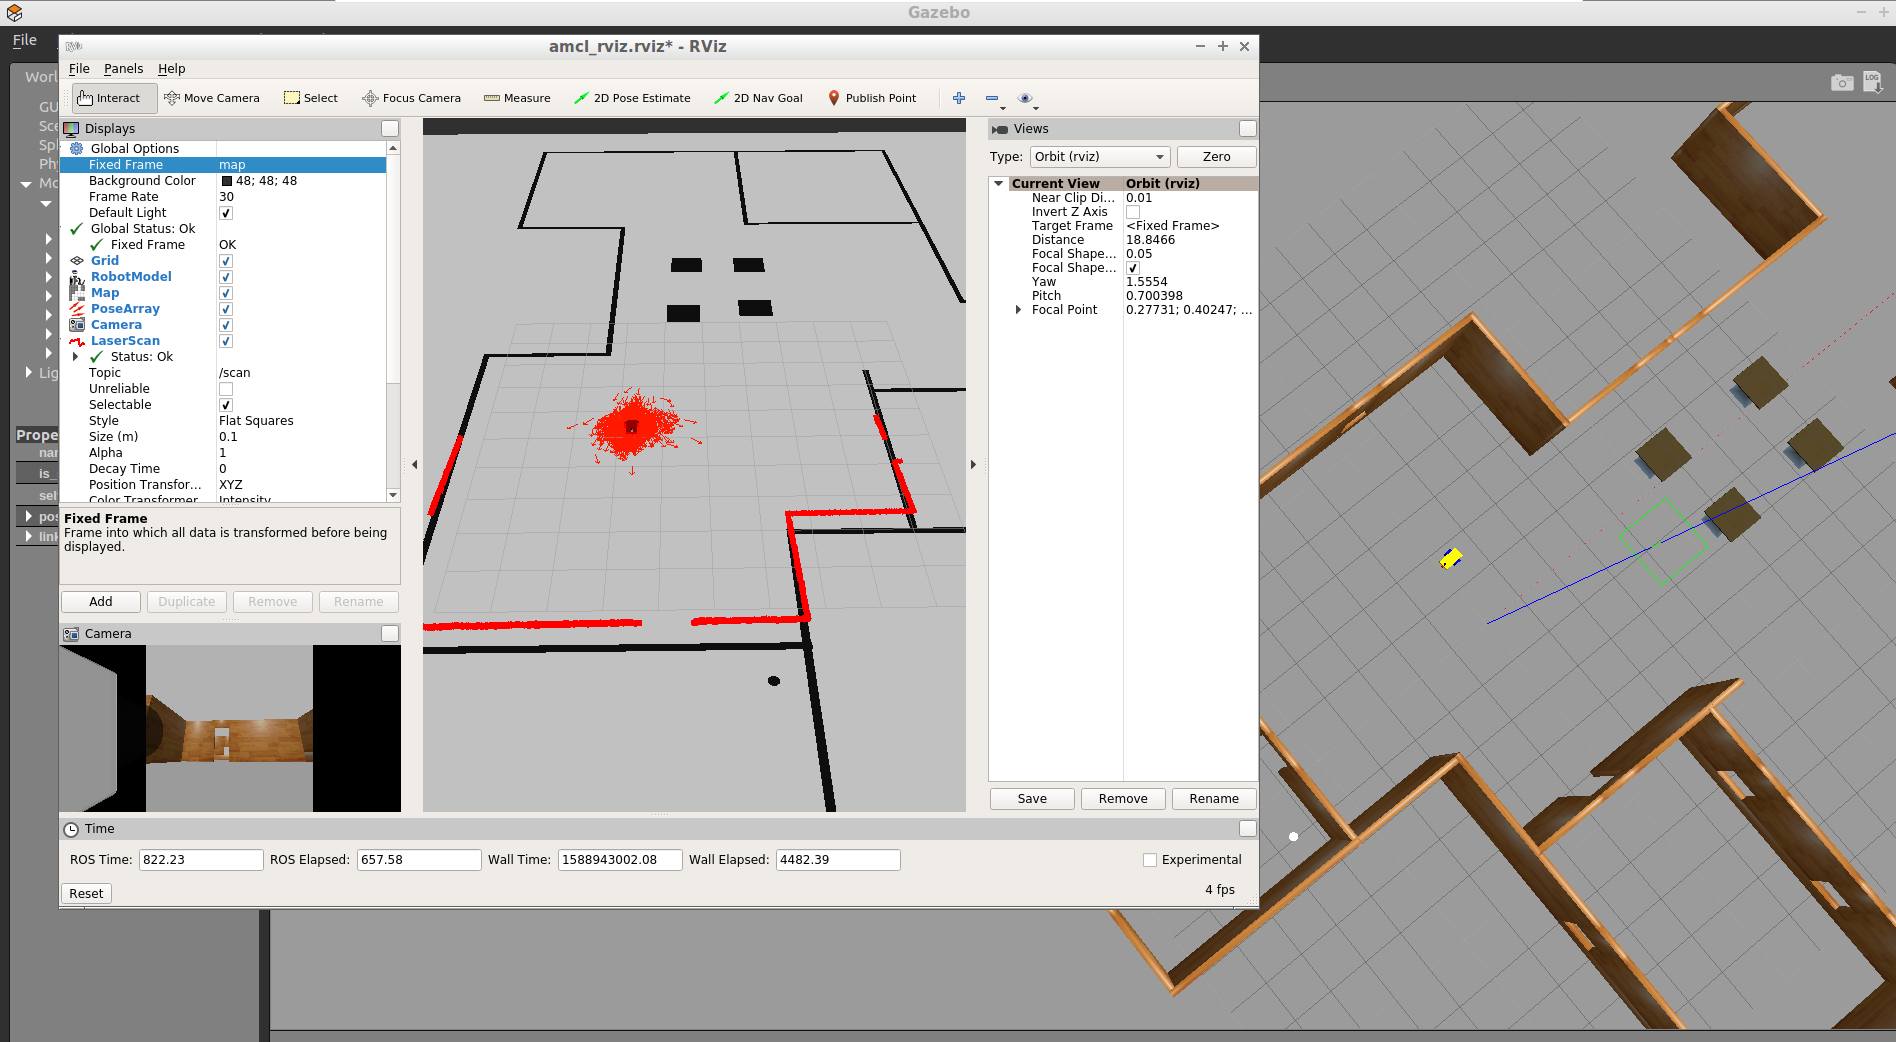 Gazebo
File
amcl_rviz.rviz* - RViz
File Panels Help
Interact Move Camera Select Focus Camera Measure 2D Pose Estimate 2D Nav Goal Publish Point
LOG
Worl
GU
Sce
Sp
Phy
Mo
Lig
Prope
nam
is_
sel
pos
link
Displays
Global Options
Fixed Frame map
Background Color 48; 48; 48
Frame Rate 30
Default Light
Global Status: Ok
Fixed Frame OK
Grid
RobotModel
Map
PoseArray
Camera
LaserScan
Status: Ok
Topic /scan
Unreliable
Selectable
Style Flat Squares
Size (m) 0.1
Alpha 1
Decay Time 0
Position Transfor... XYZ
Color Transformer Intensity
Fixed Frame
Frame into which all data is transformed before being
displayed.
Add Duplicate Remove Rename
Camera
Views
Type: Orbit (rviz) Zero
Current View Orbit (rviz)
Near Clip Di... 0.01
Invert Z Axis
Target Frame <Fixed Frame>
Distance 18.8466
Focal Shape... 0.05
Focal Shape...
Yaw 1.5554
Pitch 0.700398
Focal Point 0.27731; 0.40247; ...
Save Remove Rename
Time
ROS Time: 822.23 ROS Elapsed: 657.58 Wall Time: 1588943002.08 Wall Elapsed: 4482.39 Experimental
Reset 4 fps